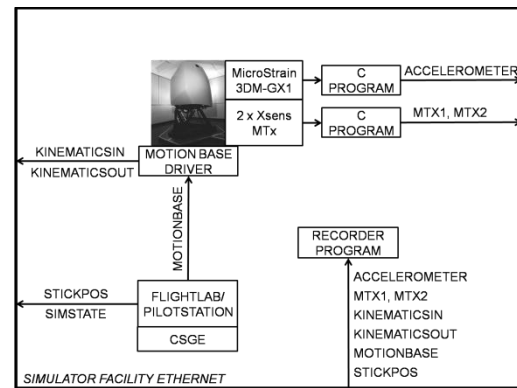 MicroStrain
3DM-GX1
C
PROGRAM
ACCELEROMETER
2 x Xsens
MTx
C
PROGRAM
MTX1, MTX2
KINEMATICSIN
KINEMATICSOUT
MOTION BASE
DRIVER
MOTIONBASE
RECORDER
PROGRAM
STICKPOS
SIMSTATE
FLIGHTLAB/
PILOTSTATION
CSGE
ACCELEROMETER
MTX1, MTX2
KINEMATICSIN
KINEMATICSOUT
MOTIONBASE
STICKPOS
SIMULATOR FACILITY ETHERNET